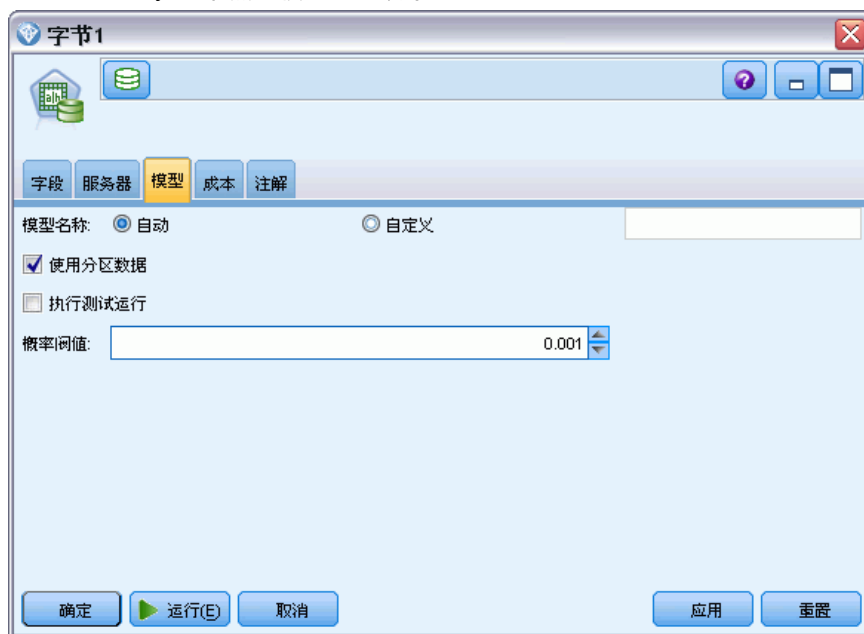 字节1
字段 服务器 模型 成本 注解
模型名称: 自动 自定义
使用分区数据
执行测试运行
概率阈值: 0.001
确定 运行(E) 取消 应用 重置